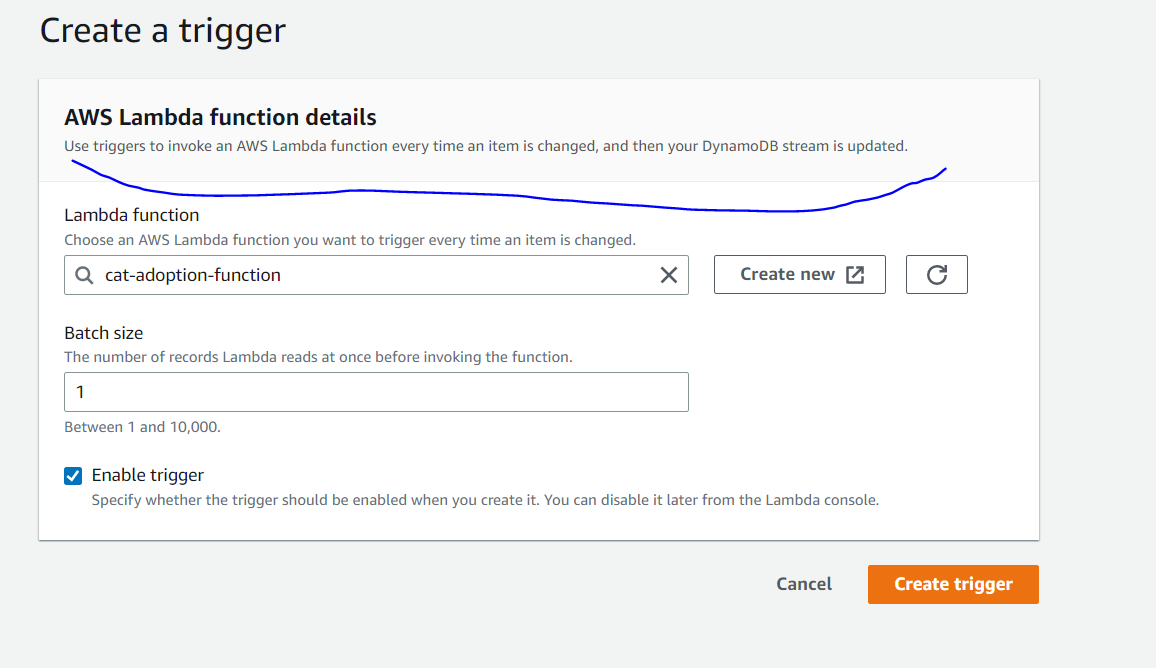 Create a trigger
AWS Lambda function details
Use triggers to invoke an AWS Lambda function every time an item is changed, and then your DynamoDB stream is updated.
Lambda function
Choose an AWS Lambda function you want to trigger every time an item is changed.
cat-adoption-function
Create new
Batch size
The number of records Lambda reads at once before invoking the function.
1
Between 1 and 10,000.
Enable trigger
Specify whether the trigger should be enabled when you create it. You can disable it later from the Lambda console.
Cancel
Create trigger